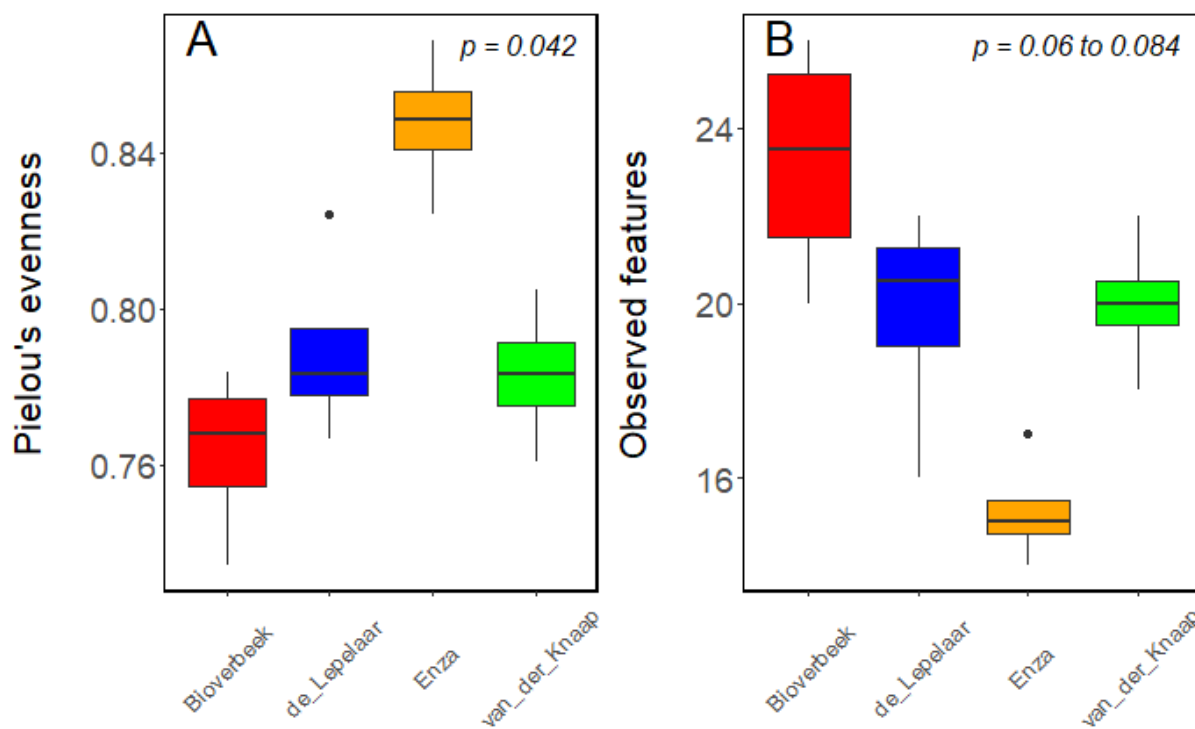 A
p = 0.042
Pielou's evenness
0.84
0.80
0.76
Bioverbeek
de_Lepelaar
Enza
van_der_Knaap
B
p = 0.06 to 0.084
Observed features
24
20
16
Bioverbeek
de_Lepelaar
Enza
van_der_Knaap